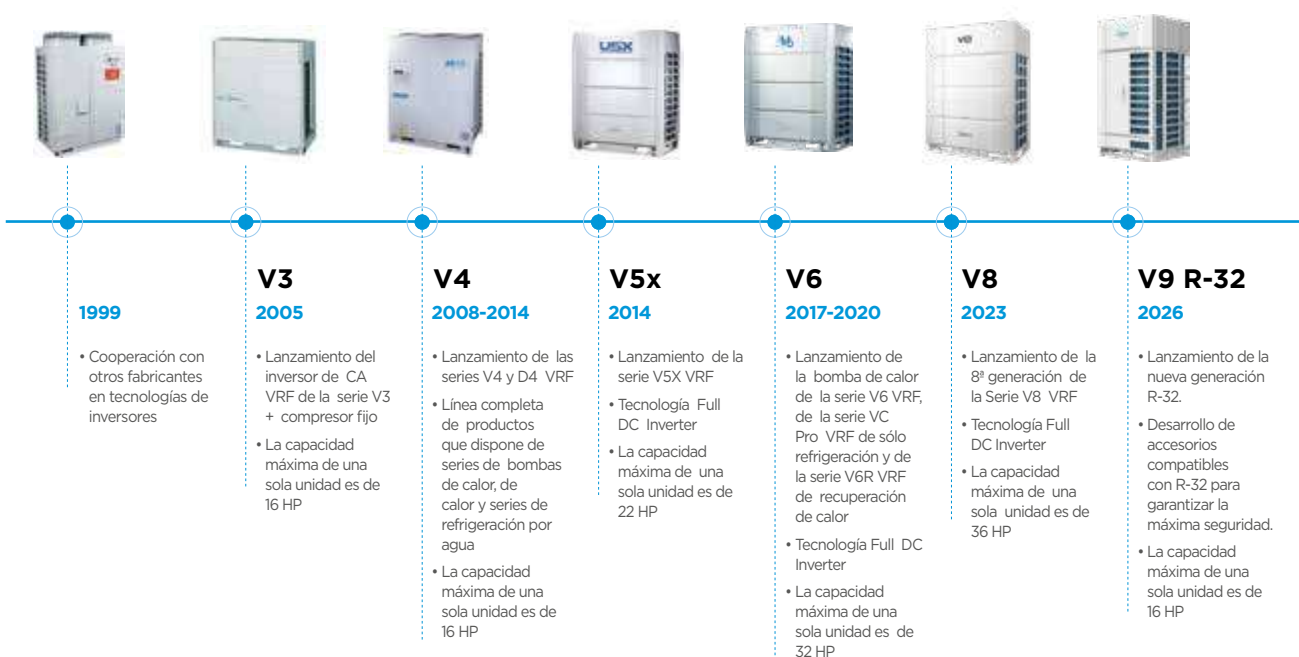 V5X
V6
V8
1999
• Cooperación con
otros fabricantes
en tecnologías de
inversores
V3
2005
• Lanzamiento del
inversor de CA
VRF de la serie V3
+ compresor fijo
• La capacidad
máxima de una
sola unidad es de
16 HP
V4
2008-2014
• Lanzamiento de las
series V4 y D4 VRF
• Línea completa
de productos
que dispone de
series de bombas
de calor, de
calor y series de
refrigeración por
agua
• La capacidad
máxima de una
sola unidad es de
16 HP
V5x
2014
• Lanzamiento de la
serie V5X VRF
• Tecnología Full
DC Inverter
• La capacidad
máxima de una
sola unidad es de
22 HP
V6
2017-2020
• Lanzamiento de
la bomba de calor
de la serie V6 VRF,
de la serie VC
Pro VRF de sólo
refrigeración y de
la serie V6R VRF
de recuperación
de calor
• Tecnología Full DC
Inverter
• La capacidad
máxima de una
sola unidad es de
32 HP
V8
2023
• Lanzamiento de la
8ª generación de
la Serie V8 VRF
• Tecnología Full
DC Inverter
• La capacidad
máxima de una
sola unidad es de
36 HP
V9 R-32
2026
• Lanzamiento de la
nueva generación
R-32.
• Desarrollo de
accesorios
compatibles
con R-32 para
garantizar la
máxima seguridad.
• La capacidad
máxima de una
sola unidad es de
16 HP